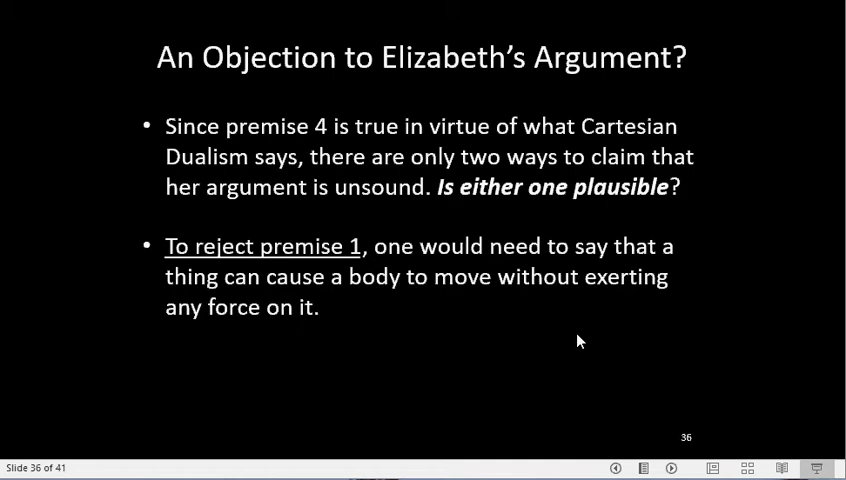 An Objection to Elizabeth's Argument?
• Since premise 4 is true in virtue of what Cartesian
Dualism says, there are only two ways to claim that
her argument is unsound. Is either one plausible?
• To reject premise 1, one would need to say that a
thing can cause a body to move without exerting
any force on it.
36
Slide 36 of 41